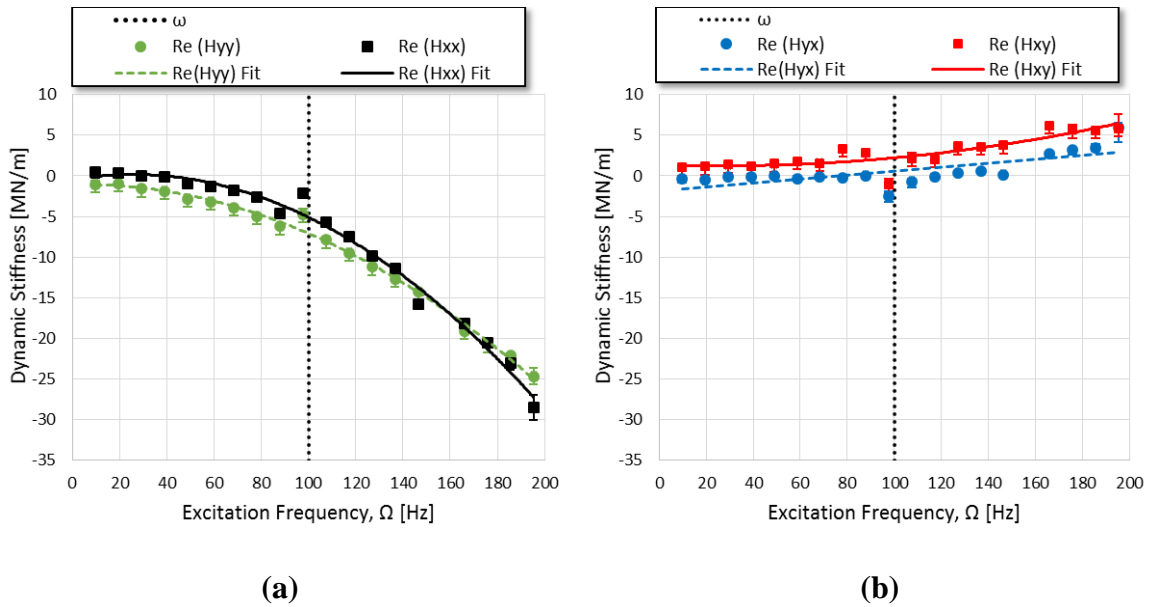 ω
Re (Hyy)
Re (Hxx)
Re(Hyy) Fit
Re (Hxx) Fit
10
5
0
-5
-10
-15
-20
-25
-30
-35
Dynamic Stiffness [MN/m]
0 20 40 60 80 100 120 140 160 180 200
Excitation Frequency, Ω [Hz]
(a)
ω
Re (Hyx)
Re (Hxy)
Re(Hyx) Fit
Re (Hxy) Fit
10
5
0
-5
-10
-15
-20
-25
-30
-35
Dynamic Stiffness [MN/m]
0 20 40 60 80 100 120 140 160 180 200
Excitation Frequency, Ω [Hz]
(b)